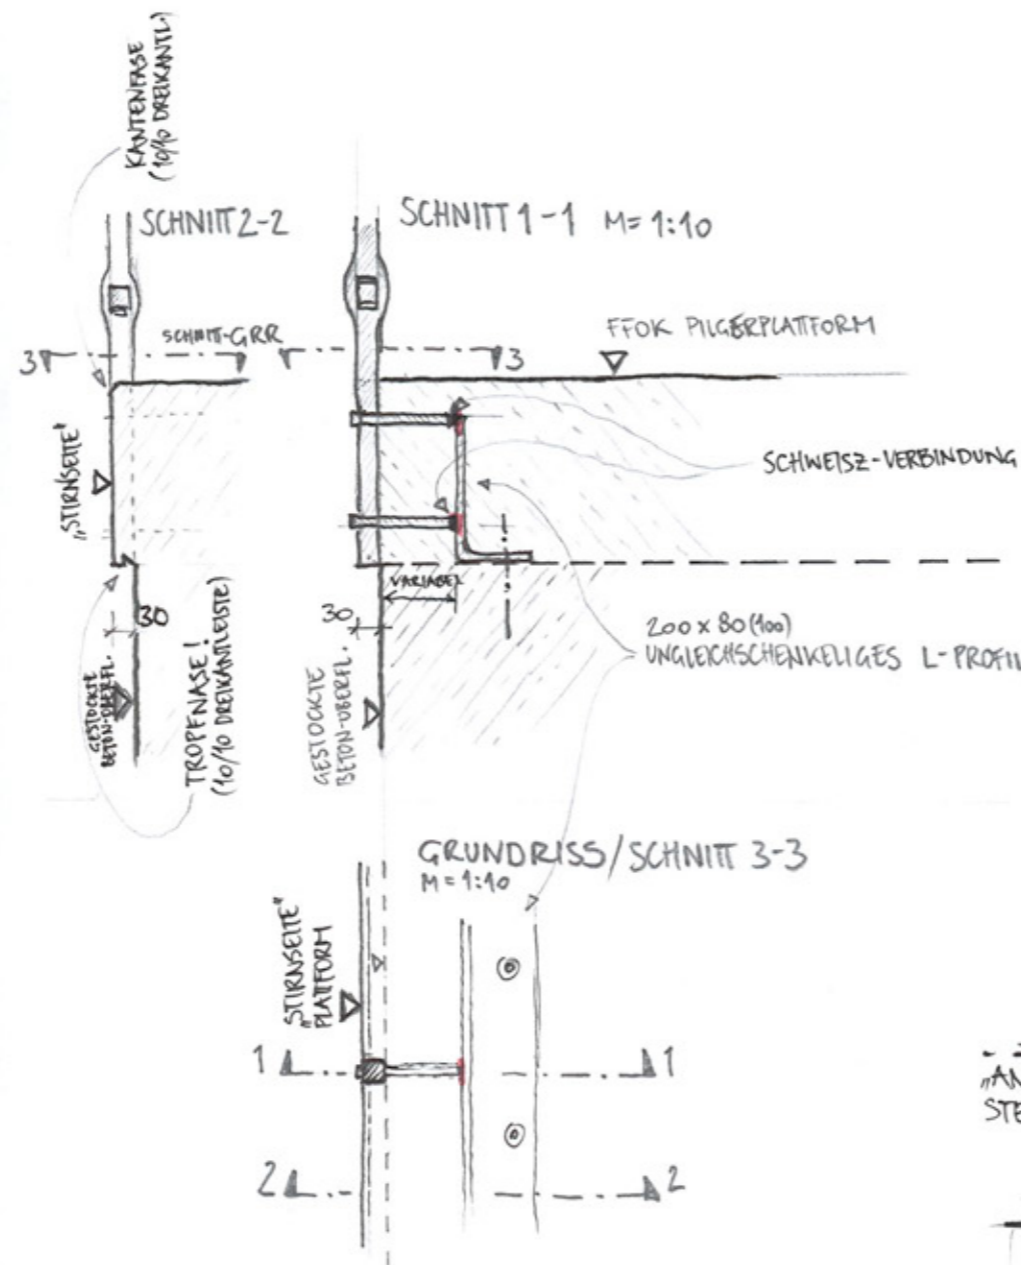 KANTENFASE
(10/10 DREIKANTL.)
SCHNITT 2-2
SCHNITT 1-1 M= 1:10
FFOK PILGERPLATTFORM
SCHNITT-GRR
3
3
„STIRNSEITE"
SCHWEISZ-VERBINDUNG
VARIABEL
30
30
GESTOCKTE
BETON-OBERFL.
TROPFNASE!
(10/10 DREIKANTLEISTE)
GESTOCKTE
BETON-OBERFL.
200 x 80(100)
UNGLEICHSCHENKELIGES L-PROFIL
GRUNDRISS/SCHNITT 3-3
M= 1:10
„STIRNSEITE"
PLATTFORM
1
1
2
2
„AN
STE